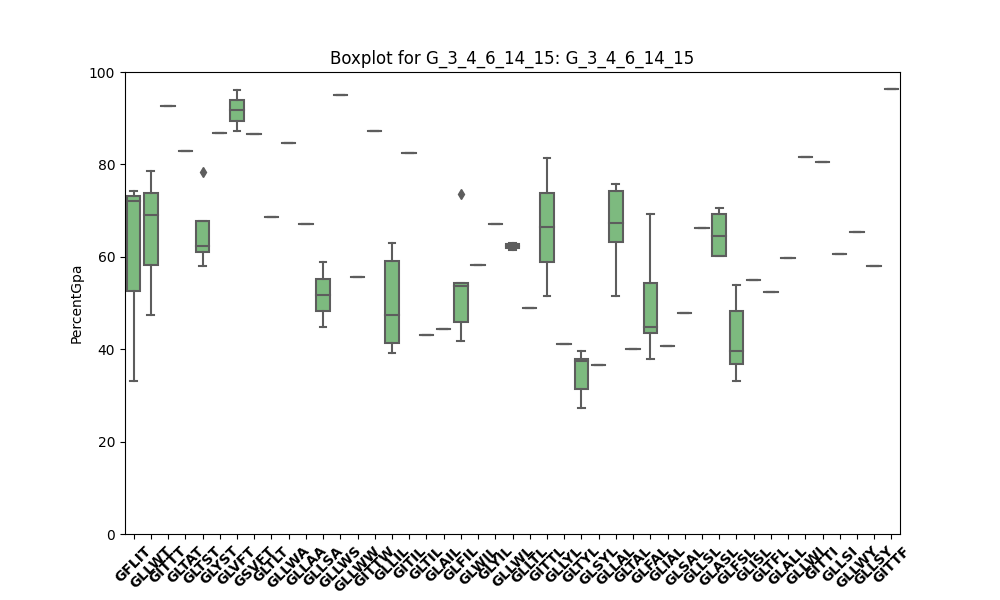 Boxplot for G_3_4_6_14_15: G_3_4_6_14_15
PercentGpa
100
80
60
40
20
0
GFLIT
GLLWT
GITTT
GLTAT
GLTST
GLYST
GLVFT
GSVFT
GLTLT
GLLWA
GLLAA
GLLSA
GLLWS
GLLWW
GITTW
GLLIL
GITIL
GLTIL
GLAIL
GLFIL
GLWIL
GLYIL
GLLWL
GLLTL
GITTL
GLLYL
GLTYL
GLSYL
GLLAL
GLTAL
GLFAL
GLIAL
GLSAL
GLLSL
GLASL
GLFSL
GLISL
GLTFL
GLALL
GLLWI
GITTI
GLLSI
GLLWY
GLLSY
GITTF